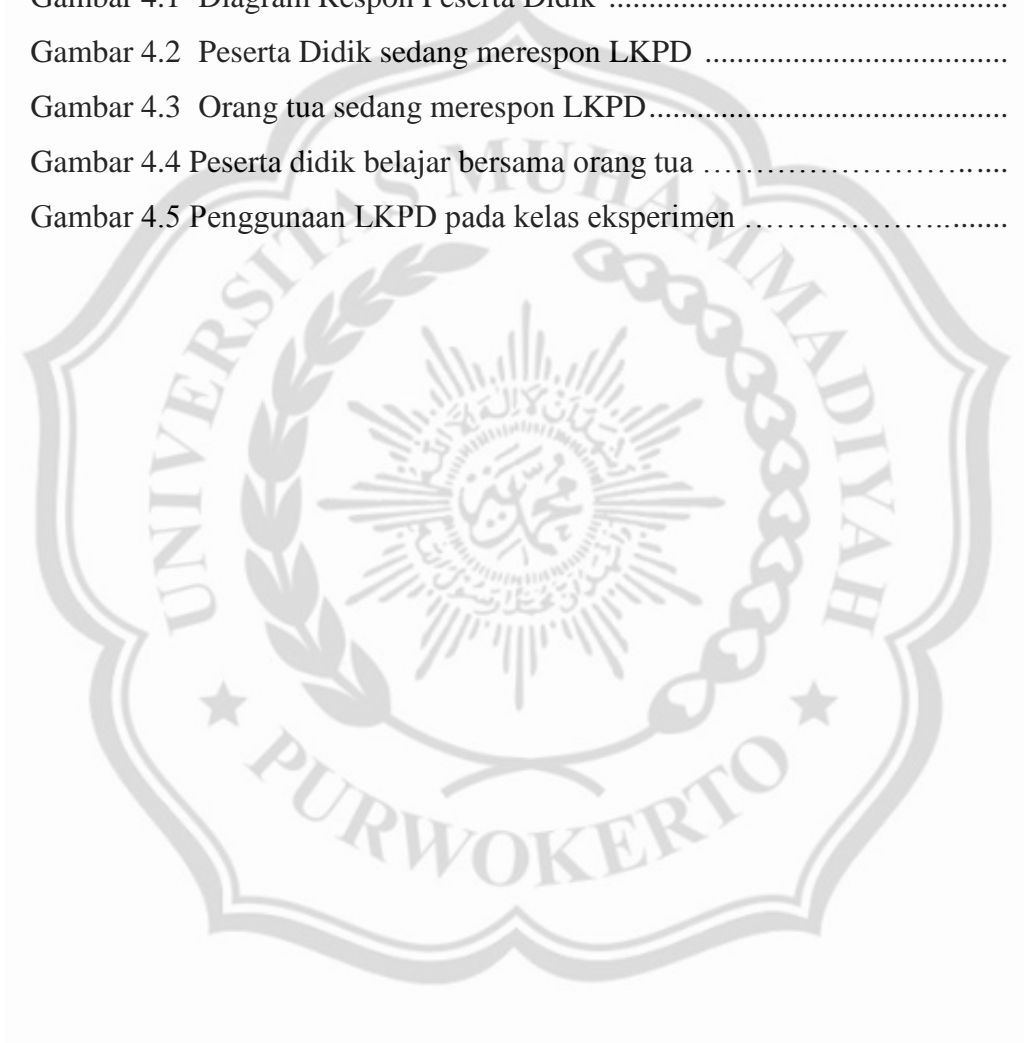 Gambar 4.1 Diagram Respon Peserta Didik ..................................................
Gambar 4.2 Peserta Didik sedang merespon LKPD ......................................
Gambar 4.3 Orang tua sedang merespon LKPD.............................................
Gambar 4.4 Peserta didik belajar bersama orang tua ……………………..…...
Gambar 4.5 Penggunaan LKPD pada kelas eksperimen ………………….......
UNIVERSITAS MUHAMMADIYAH
PURWOKERTO